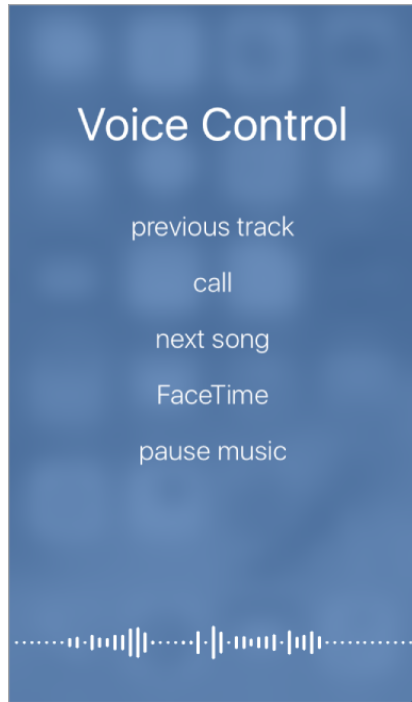 Voice Control
previous track
call
next song
FaceTime
pause music